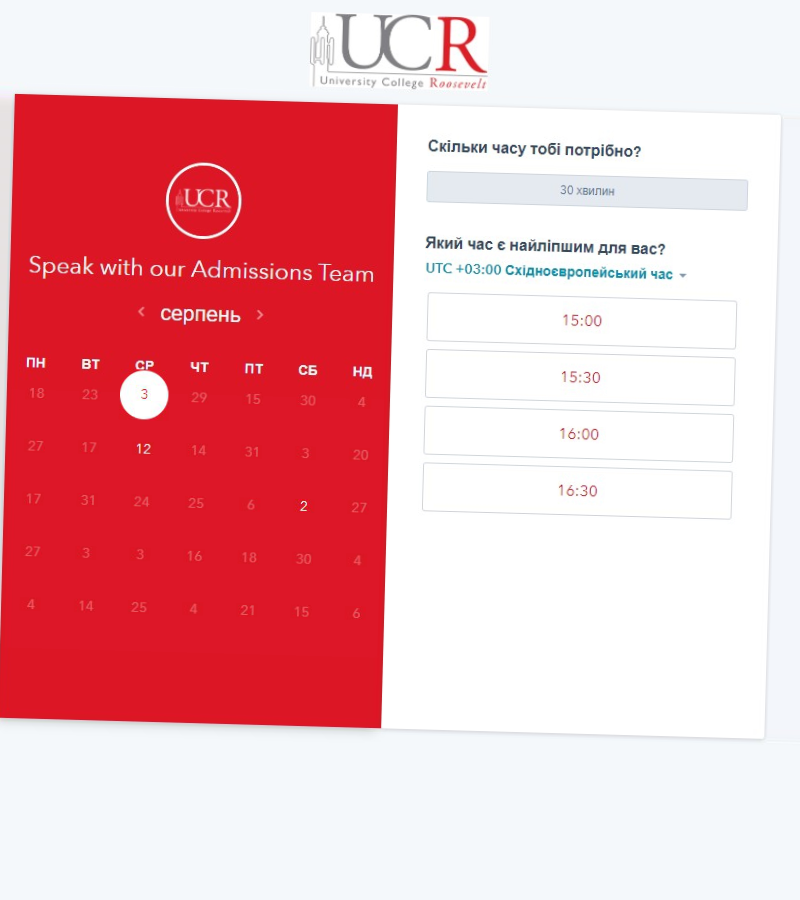 UCR
University College Roosevelt
UCR
Speak with our Admissions Team
серпень
ПН ВТ СР ЧТ ПТ СБ НД
18 23 3 29 15 30 4
27 17 12 14 31 3 20
17 31 24 25 6 2 27
27 3 3 16 18 30 4
4 14 25 4 21 15 6
Скільки часу тобі потрібно?
30 хвилин
Який час є найліпшим для вас?
UTC +03:00 Східноєвропейський час
15:00
15:30
16:00
16:30